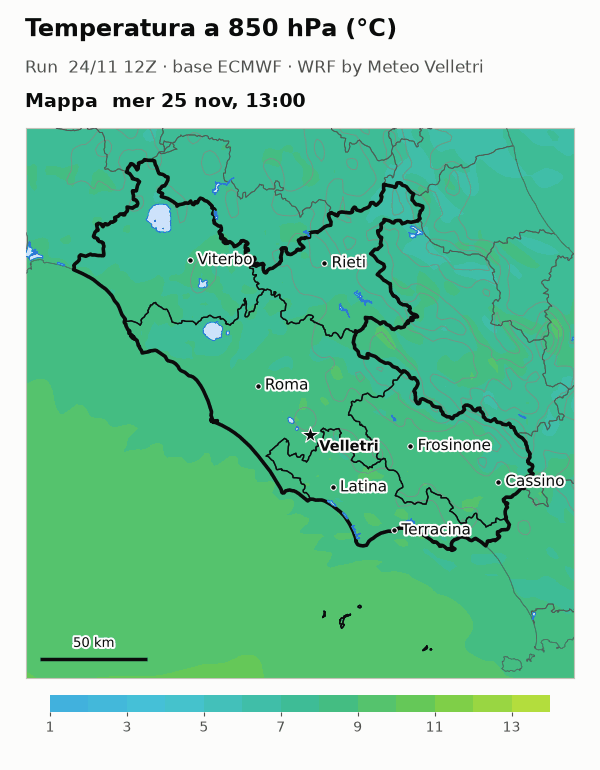 Temperatura a 850 hPa (°C)
Run  24/11 12Z · base ECMWF · WRF by Meteo Velletri
Mappa  mer 25 nov, 13:00
Viterbo
Rieti
Roma
Velletri
Frosinone
Latina
Cassino
Terracina
50 km
1 3 5 7 9 11 13